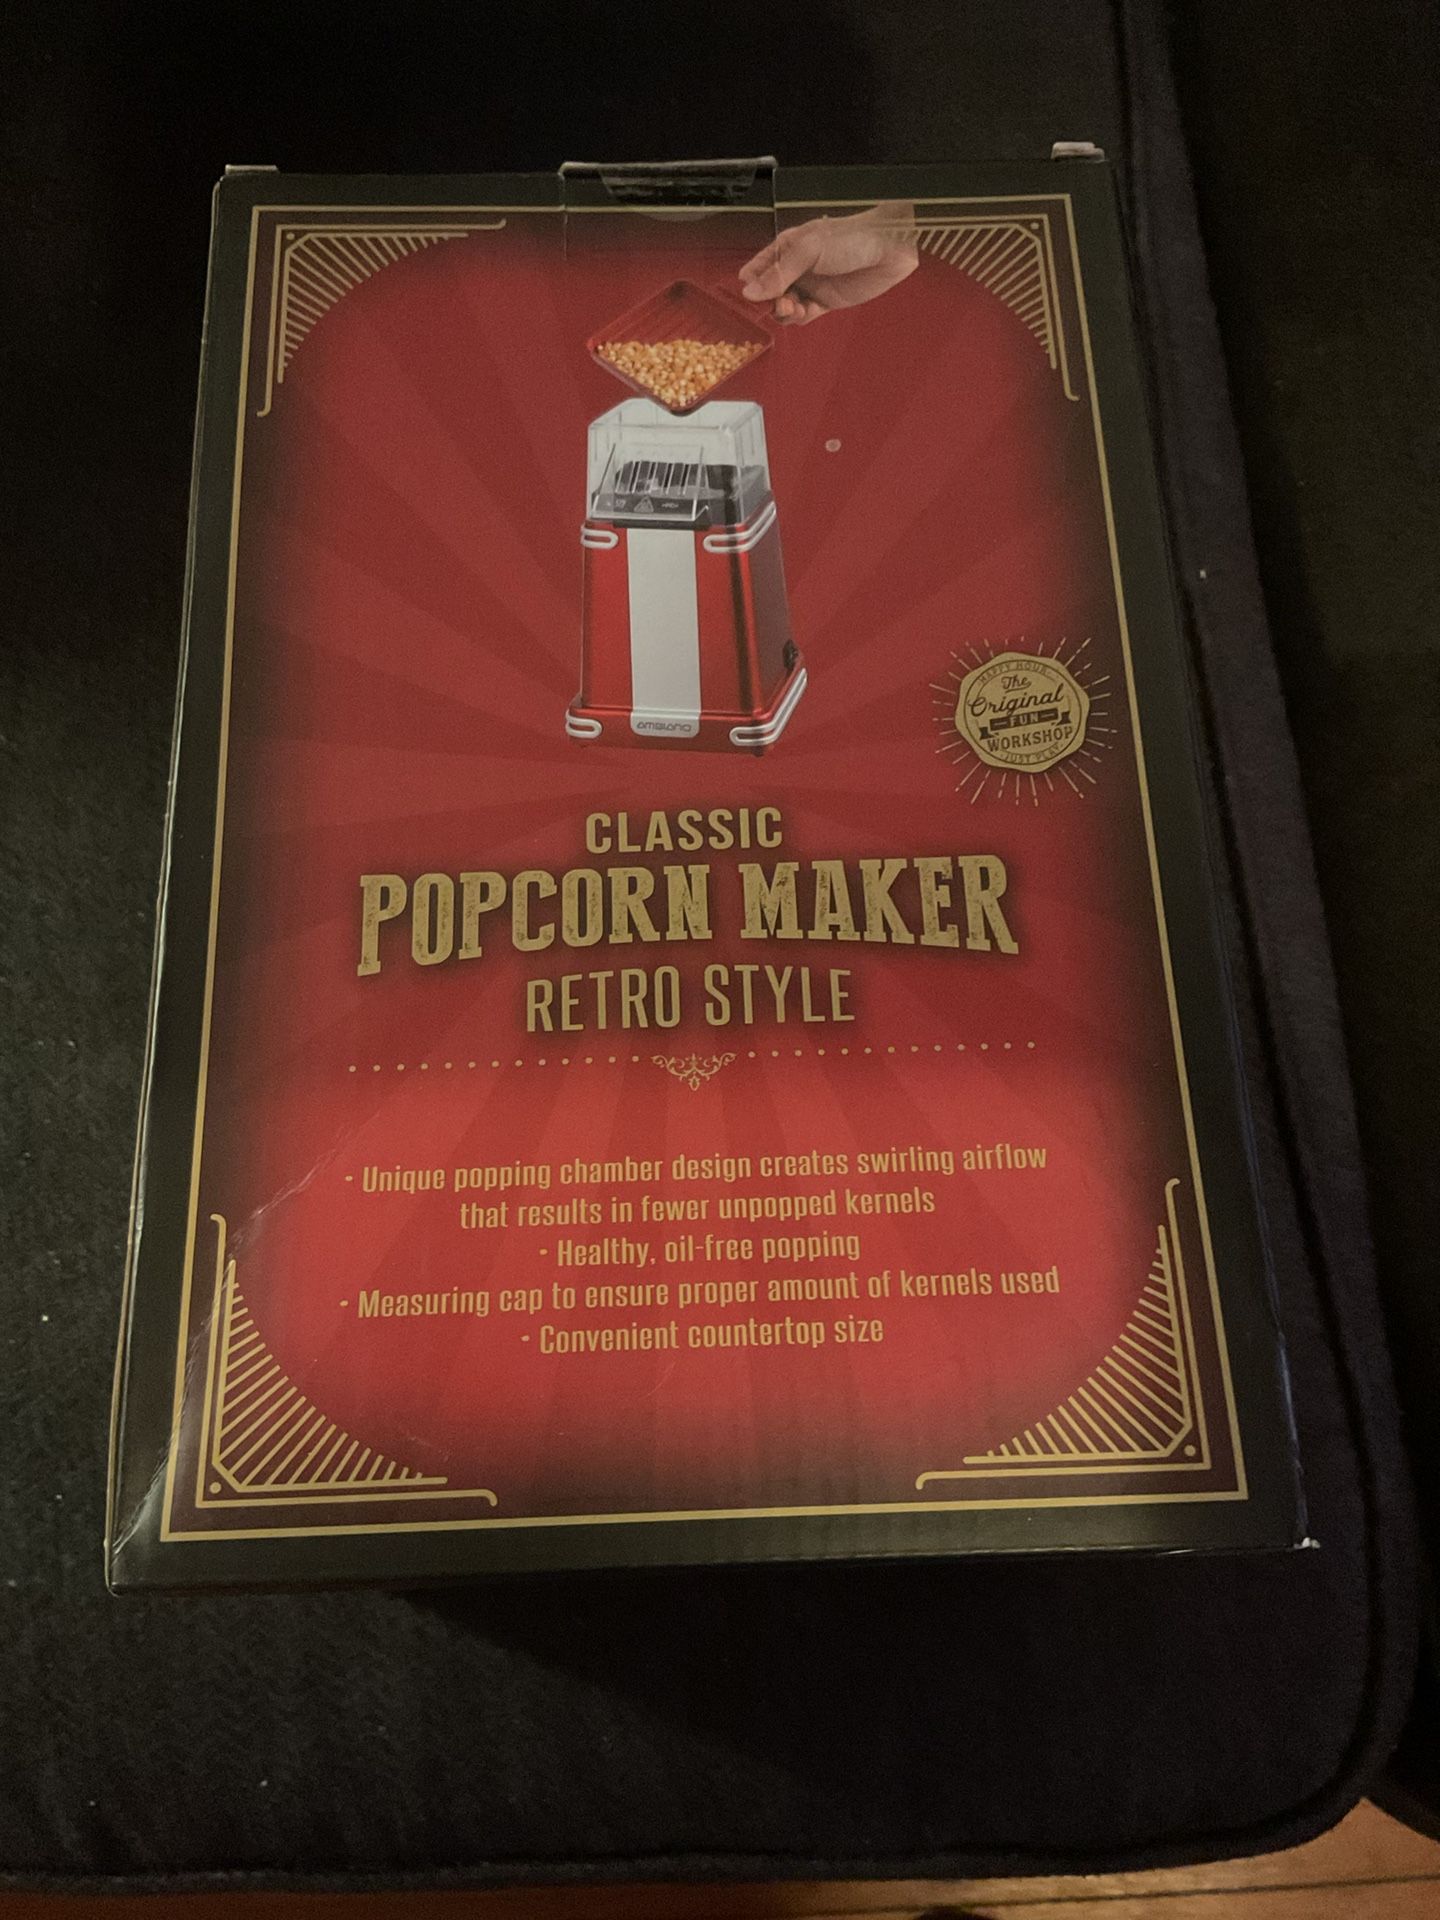 AMBIANO
HAPPY HOUR
The
Original
FUN
WORKSHOP
JUST PLAY
CLASSIC
POPCORN MAKER
RETRO STYLE
· Unique popping chamber design creates swirling airflow
that results in fewer unpopped kernels
· Healthy, oil-free popping
· Measuring cap to ensure proper amount of kernels used
· Convenient countertop size